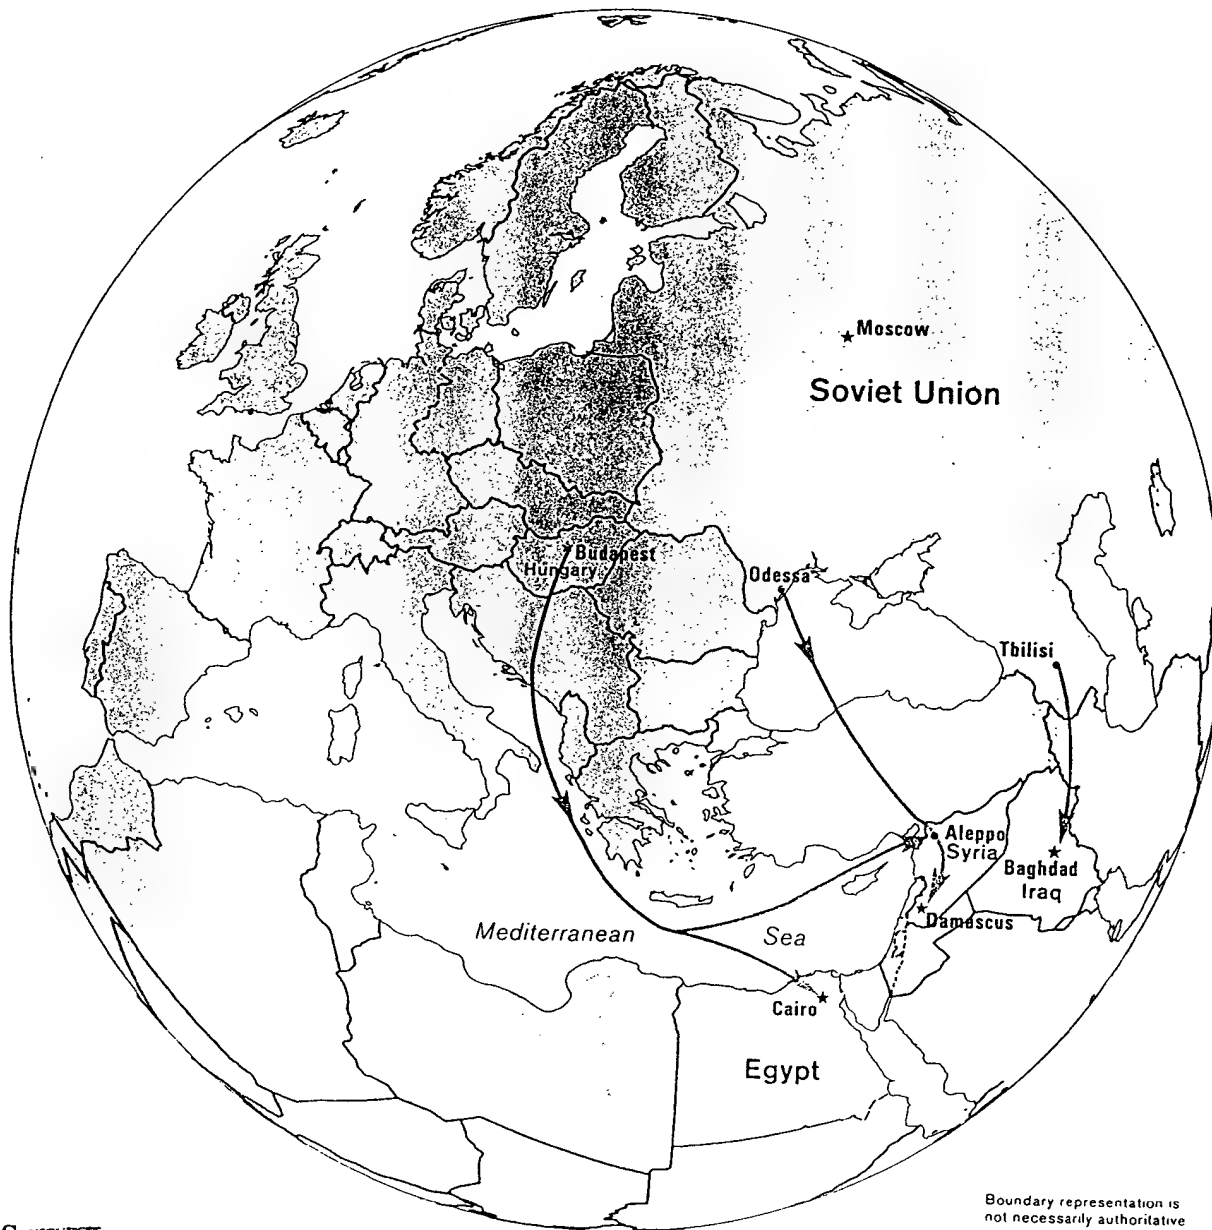 Moscow
Soviet Union
Budapest
Hungary
Odessa
Tbilisi
Aleppo
Syria
Baghdad
Iraq
Damascus
Mediterranean Sea
Cairo
Egypt
Boundary representation is
not necessarily authoritative